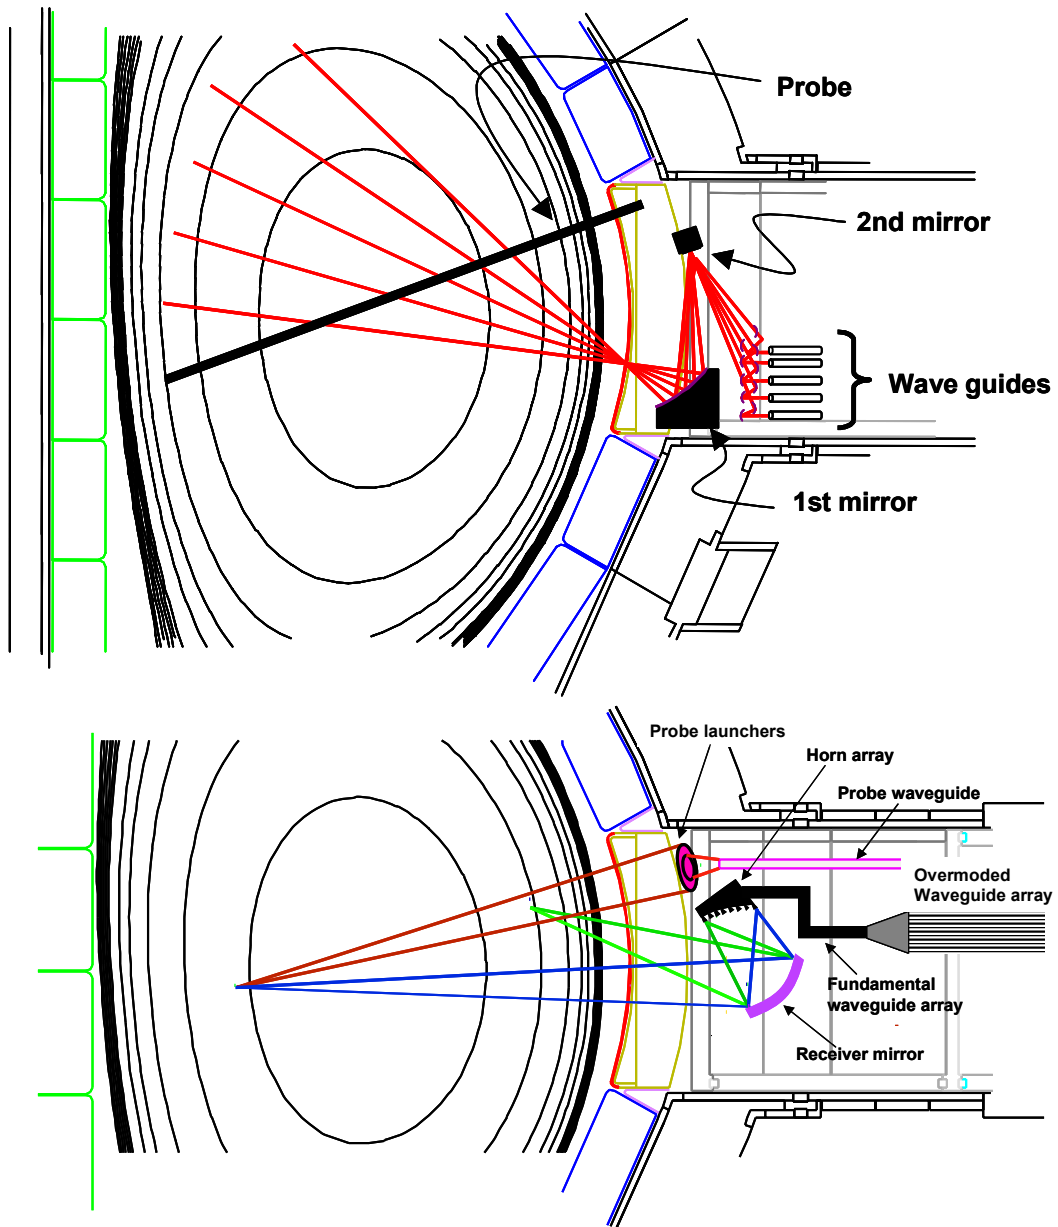 Probe
2nd mirror
Wave guides
1st mirror
Probe launchers
Horn array
Probe waveguide
Overmoded
Waveguide array
Fundamental
waveguide array
Receiver mirror